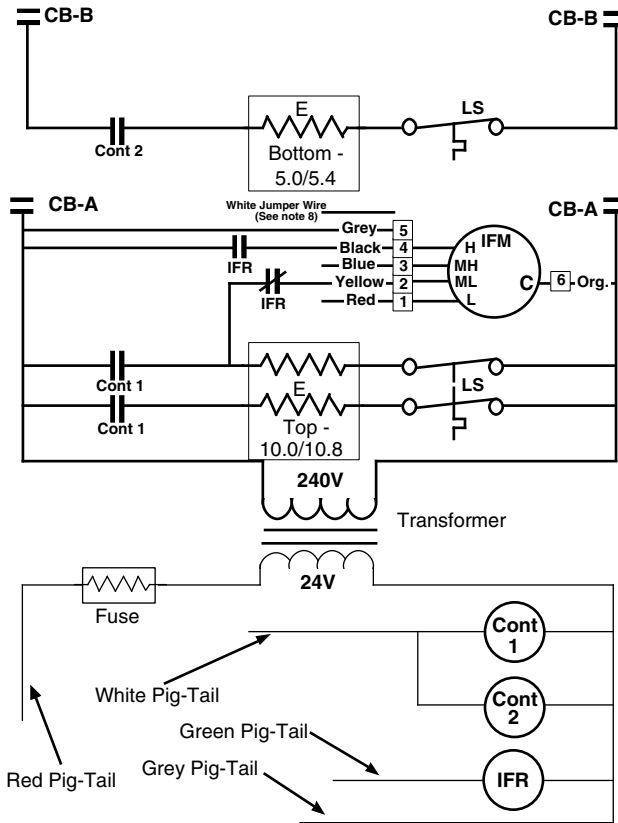 CB-B
CB-B
E
LS
Cont 2
Bottom -
5.0/5.4
CB-A
White Jumper Wire
(See note 8)
CB-A
Grey 5
IFR
Black 4 H IFM
Blue 3 MH
IFR
Yellow 2 ML C 6 Org.
Red 1 L
Cont 1
E
LS
Cont 1
Top -
10.0/10.8
240V
Transformer
24V
Fuse
Cont
1
White Pig-Tail
Cont
2
Green Pig-Tail
Red Pig-Tail
Grey Pig-Tail
IFR